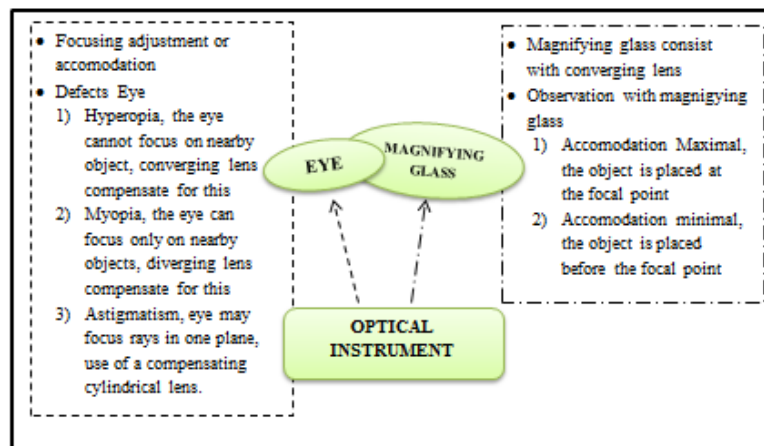 • Focusing adjustment or
accomodation
• Defects Eye
1) Hyperopia, the eye
cannot focus on nearby
object, converging lens
compensate for this
2) Myopia, the eye can
focus only on nearby
objects, diverging lens
compensate for this
3) Astigmatism, eye may
focus rays in one plane,
use of a compensating
cylindrical lens.
EYE
MAGNIFYING
GLASS
• Magnifying glass consist
with converging lens
• Observation with magnigying
glass
1) Accomodation Maximal,
the object is placed at
the focal point
2) Accomodation minimal,
the object is placed
before the focal point
OPTICAL
INSTRUMENT